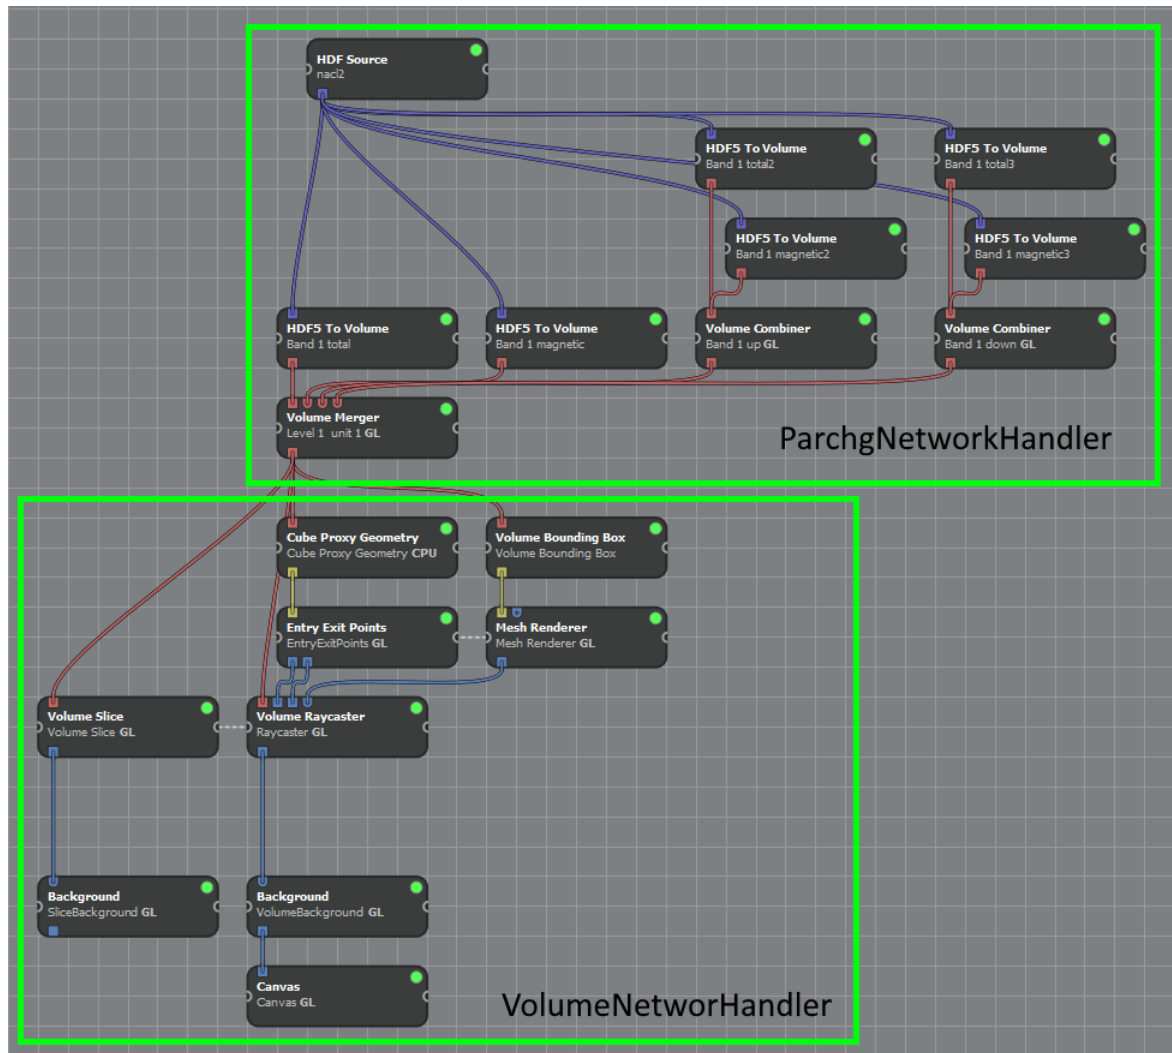 HDF Source
nacl2
HDF5 To Volume
Band 1 total2
HDF5 To Volume
Band 1 total3
HDF5 To Volume
Band 1 magnetic2
HDF5 To Volume
Band 1 magnetic3
HDF5 To Volume
Band 1 total
HDF5 To Volume
Band 1 magnetic
Volume Combiner
Band 1 up GL
Volume Combiner
Band 1 down GL
Volume Merger
Level 1 unit 1 GL
ParchgNetworkHandler
Cube Proxy Geometry
Cube Proxy Geometry CPU
Volume Bounding Box
Volume Bounding Box
Entry Exit Points
EntryExitPoints GL
Mesh Renderer
Mesh Renderer GL
Volume Slice
Volume Slice GL
Volume Raycaster
Raycaster GL
Background
SliceBackground GL
Background
VolumeBackground GL
Canvas
Canvas GL
VolumeNetworHandler